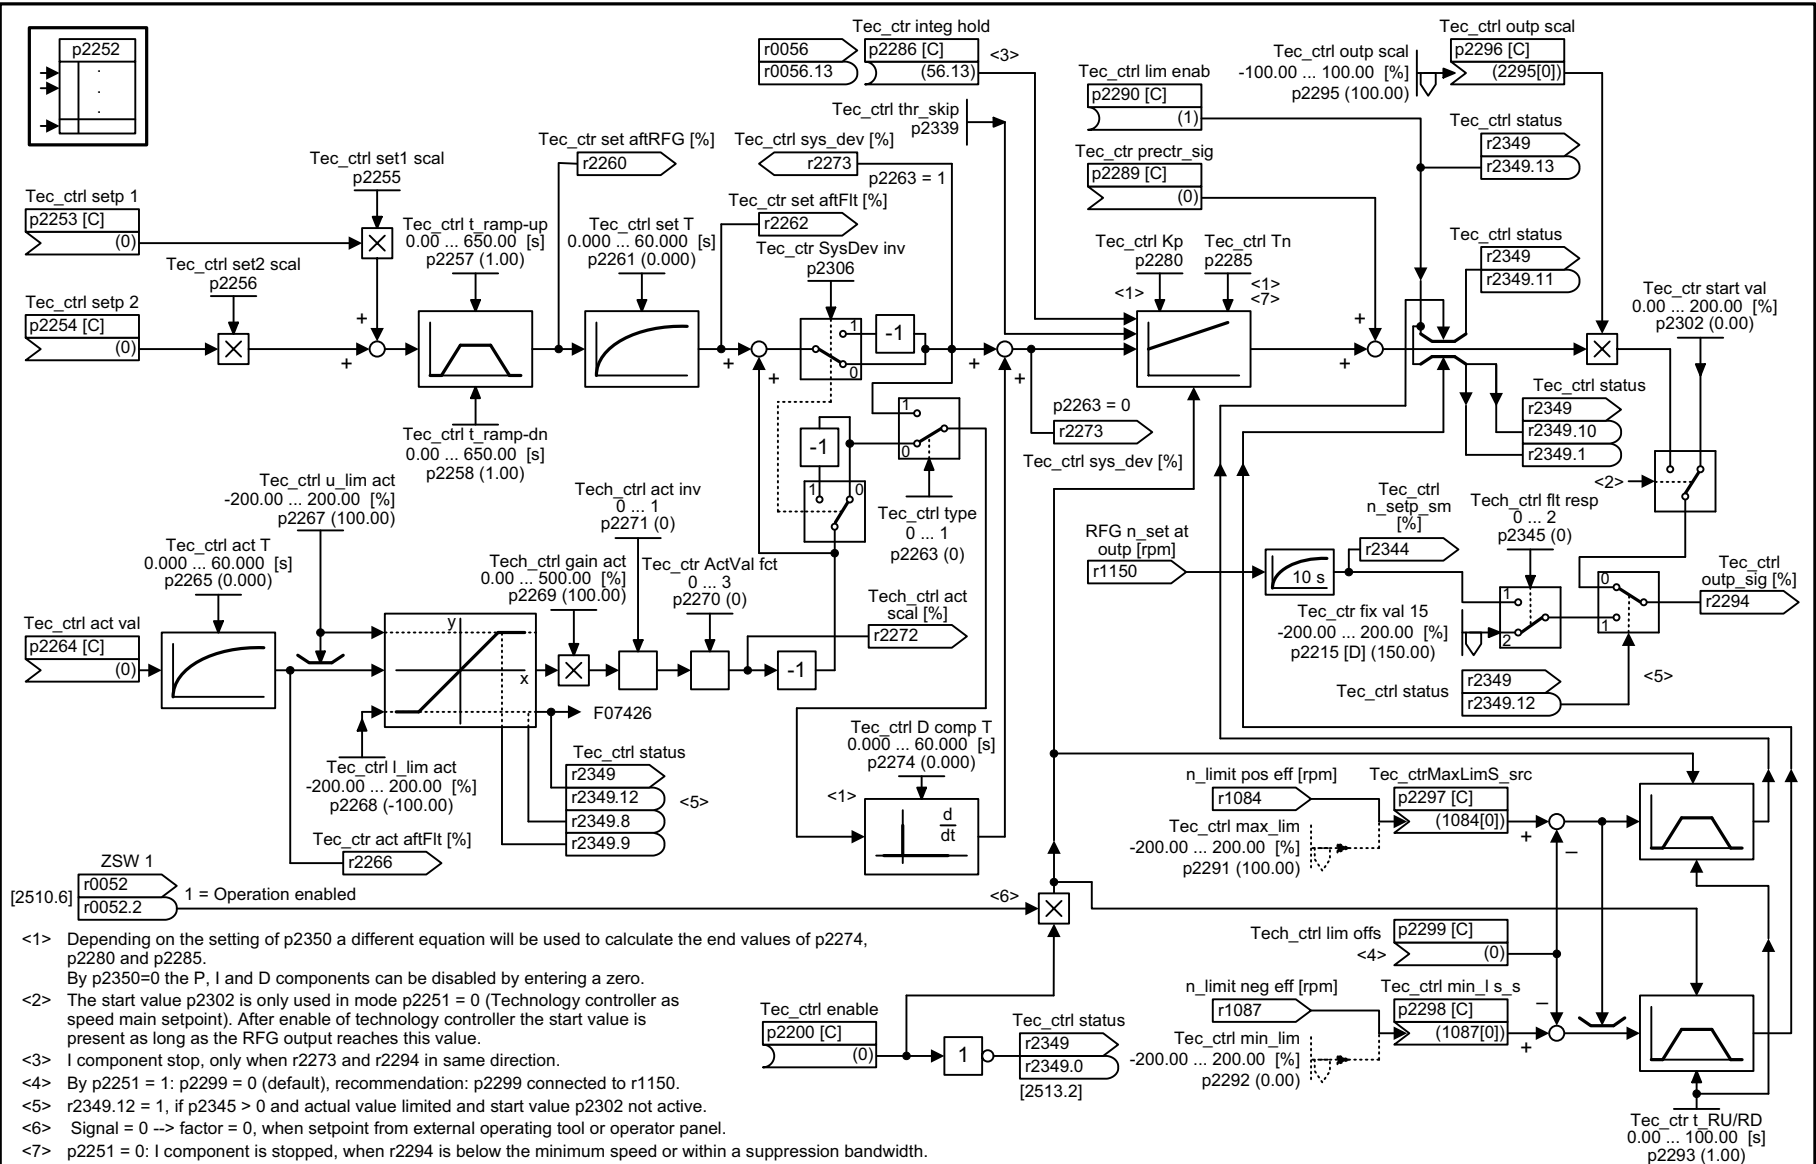 p2252
Tec_ctr integ hold
r0056
r0056.13
p2286 [C]
(56.13)
<3>
Tec_ctrl thr_skip
p2339
Tec_ctrl outp scal
-100.00 ... 100.00 [%]
p2295 (100.00)
Tec_ctrl outp scal
p2296 [C]
(2295[0])
Tec_ctrl lim enab
p2290 [C]
(1)
Tec_ctrl status
r2349
r2349.13
Tec_ctr prectr_sig
p2289 [C]
(0)
Tec_ctrl status
r2349
r2349.11
Tec_ctr set aftRFG [%]
r2260
Tec_ctrl sys_dev [%]
r2273
p2263 = 1
Tec_ctr set aftFlt [%]
r2262
Tec_ctrl set1 scal
p2255
Tec_ctrl setp 1
p2253 [C]
(0)
Tec_ctrl set2 scal
p2256
Tec_ctrl setp 2
p2254 [C]
(0)
+
+
Tec_ctrl t_ramp-up
0.00 ... 650.00 [s]
p2257 (1.00)
Tec_ctrl t_ramp-dn
0.00 ... 650.00 [s]
p2258 (1.00)
Tec_ctrl set T
0.000 ... 60.000 [s]
p2261 (0.000)
+
+
Tec_ctr SysDev inv
p2306
1
0
-1
+
+
Tec_ctrl Kp
p2280
<1>
Tec_ctrl Tn
p2285
<1>
<7>
p2263 = 0
r2273
Tec_ctrl sys_dev [%]
+
+
Tec_ctr start val
0.00 ... 200.00 [%]
p2302 (0.00)
Tec_ctrl status
r2349
r2349.10
r2349.1
<2>
1
0
-1
1
0
Tec_ctrl type
0 ... 1
p2263 (0)
Tec_ctrl u_lim act
-200.00 ... 200.00 [%]
p2267 (100.00)
Tec_ctrl act T
0.000 ... 60.000 [s]
p2265 (0.000)
Tec_ctrl act val
p2264 [C]
(0)
y
x
Tec_ctrl l_lim act
-200.00 ... 200.00 [%]
p2268 (-100.00)
Tec_ctr act aftFlt [%]
r2266
Tech_ctrl gain act
0.00 ... 500.00 [%]
p2269 (100.00)
Tech_ctrl act inv
0 ... 1
p2271 (0)
Tec_ctr ActVal fct
0 ... 3
p2270 (0)
Tech_ctrl act
scal [%]
r2272
-1
F07426
Tec_ctrl status
r2349
r2349.12
r2349.8
r2349.9
<5>
Tec_ctrl D comp T
0.000 ... 60.000 [s]
p2274 (0.000)
<1>
d
dt
RFG n_set at
outp [rpm]
r1150
10 s
Tec_ctrl
n_setp_sm
[%]
r2344
Tech_ctrl flt resp
0 ... 2
p2345 (0)
1
2
Tec_ctr fix val 15
-200.00 ... 200.00 [%]
p2215 [D] (150.00)
Tec_ctrl status
r2349
r2349.12
<5>
0
1
Tec_ctrl
outp_sig [%]
r2294
n_limit pos eff [rpm]
r1084
Tec_ctrl max_lim
-200.00 ... 200.00 [%]
p2291 (100.00)
Tec_ctrMaxLimS_src
p2297 [C]
(1084[0])
+
–
Tech_ctrl lim offs
<4>
p2299 [C]
(0)
n_limit neg eff [rpm]
r1087
Tec_ctrl min_lim
-200.00 ... 200.00 [%]
p2292 (0.00)
Tec_ctrl min_l s_s
p2298 [C]
(1087[0])
–
+
Tec_ctr t_RU/RD
0.00 ... 100.00 [s]
p2293 (1.00)
ZSW 1
[2510.6]
r0052
r0052.2
1 = Operation enabled
<6>
Tec_ctrl enable
p2200 [C]
(0)
1
Tec_ctrl status
r2349
r2349.0
[2513.2]
<1> Depending on the setting of p2350 a different equation will be used to calculate the end values of p2274,
p2280 and p2285.
By p2350=0 the P, I and D components can be disabled by entering a zero.
<2> The start value p2302 is only used in mode p2251 = 0 (Technology controller as
speed main setpoint). After enable of technology controller the start value is
present as long as the RFG output reaches this value.
<3> I component stop, only when r2273 and r2294 in same direction.
<4> By p2251 = 1: p2299 = 0 (default), recommendation: p2299 connected to r1150.
<5> r2349.12 = 1, if p2345 > 0 and actual value limited and start value p2302 not active.
<6> Signal = 0 --> factor = 0, when setpoint from external operating tool or operator panel.
<7> p2251 = 0: I component is stopped, when r2294 is below the minimum speed or within a suppression bandwidth.